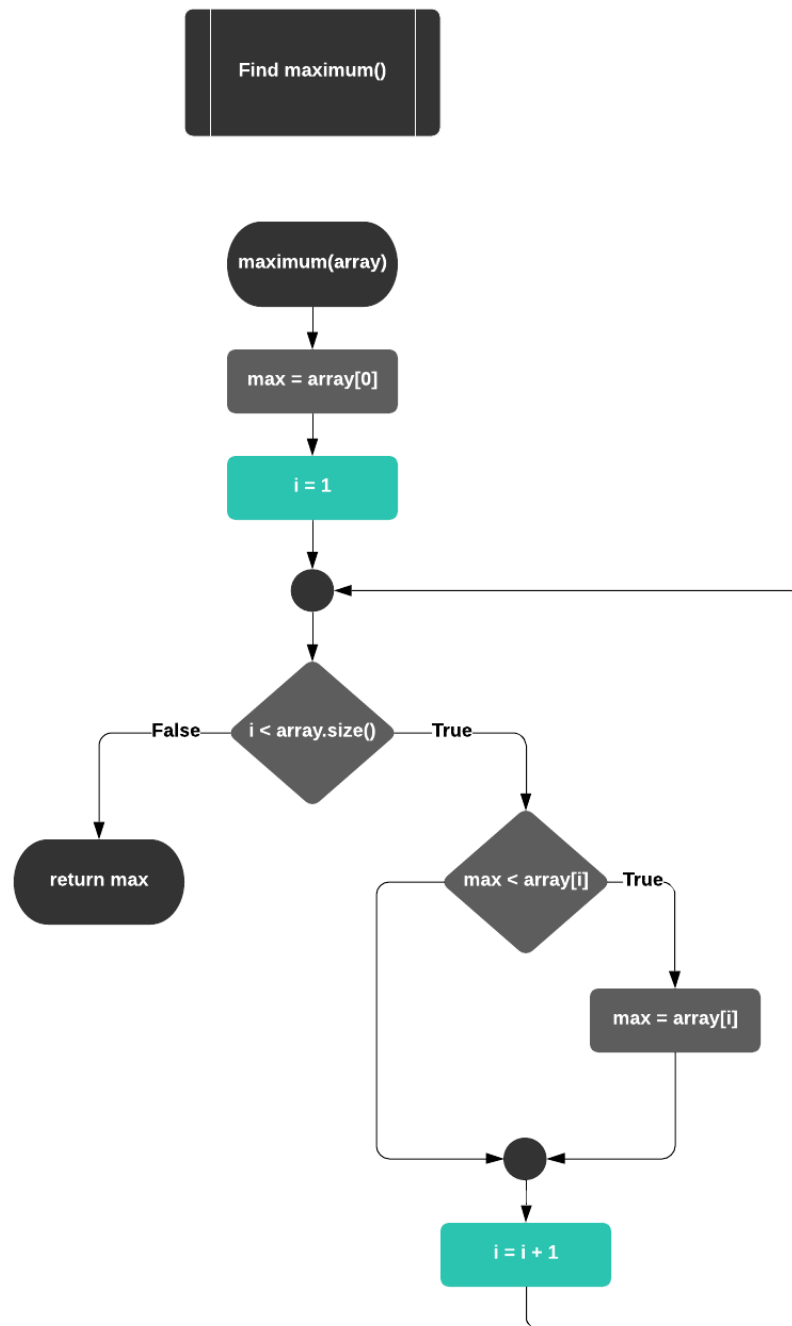 Find maximum()
maximum(array)
max = array[0]
i = 1
i < array.size()
False
True
return max
max < array[i]
True
max = array[i]
i = i + 1